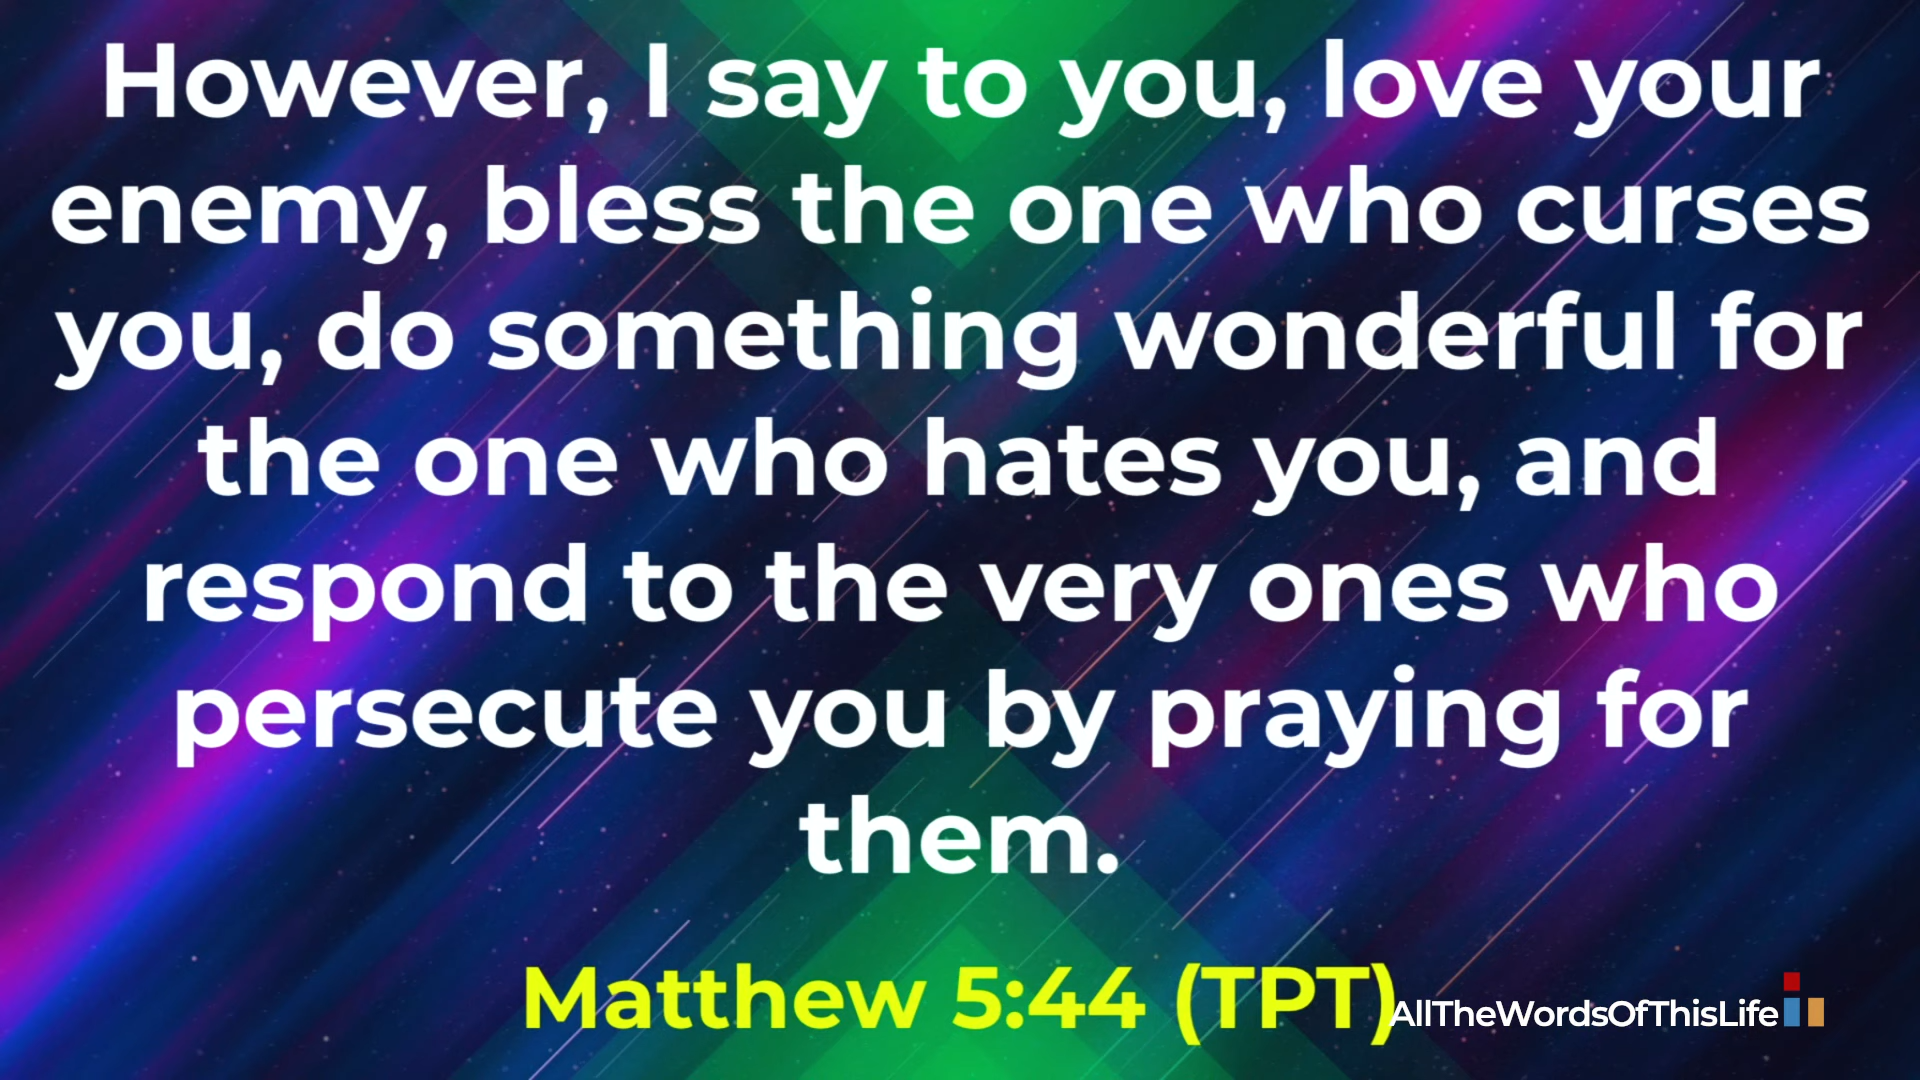 However, I say to you, love your
enemy, bless the one who curses
you, do something wonderful for
the one who hates you, and
respond to the very ones who
persecute you by praying for
them.
Matthew 5:44 (TPT)
AllTheWordsOfThisLife